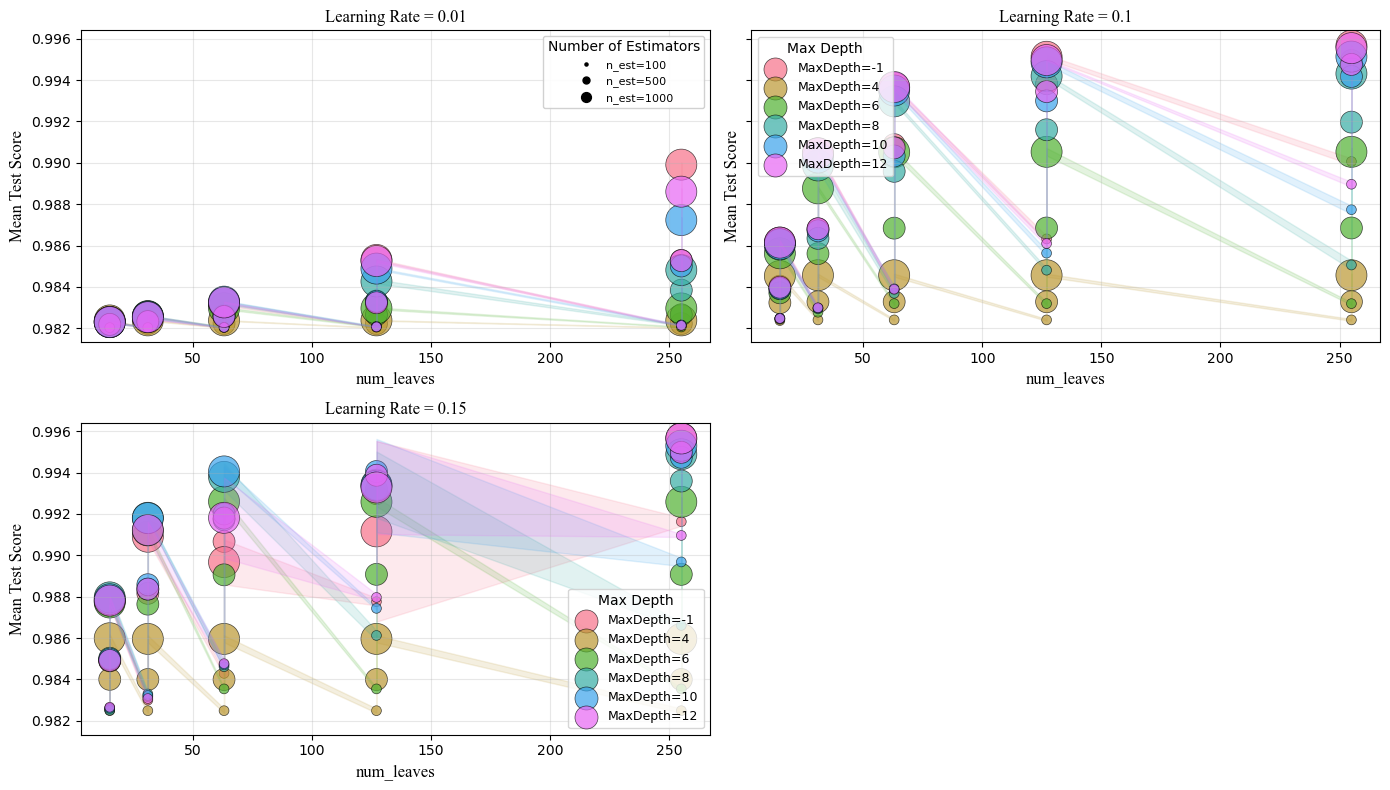 Learning Rate = 0.01
Mean Test Score
0.996
0.994
0.992
0.990
0.988
0.986
0.984
0.982
50
100
150
200
250
num_leaves
Number of Estimators
n_est=100
n_est=500
n_est=1000
Learning Rate = 0.1
Mean Test Score
50
100
150
200
250
num_leaves
Max Depth
MaxDepth=-1
MaxDepth=4
MaxDepth=6
MaxDepth=8
MaxDepth=10
MaxDepth=12
Learning Rate = 0.15
Mean Test Score
0.996
0.994
0.992
0.990
0.988
0.986
0.984
0.982
50
100
150
200
250
num_leaves
Max Depth
MaxDepth=-1
MaxDepth=4
MaxDepth=6
MaxDepth=8
MaxDepth=10
MaxDepth=12